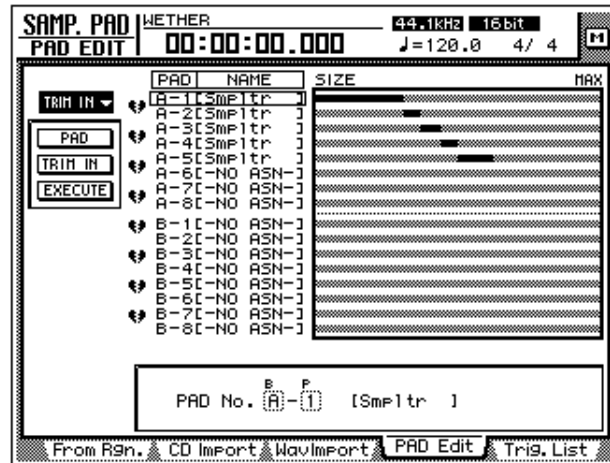 SAMP. PAD WETHER 44.1kHz 16bit
PAD EDIT 00:00:00.000 ♩=120.0 4/ 4 M
PAD NAME SIZE MAX
TRIM IN
A-1[Smpltr ]
A-2[Smpltr ]
PAD A-3[Smpltr ]
A-4[Smpltr ]
TRIM IN A-5[Smpltr ]
A-6[-NO ASN-]
EXECUTE A-7[-NO ASN-]
A-8[-NO ASN-]
B-1[-NO ASN-]
B-2[-NO ASN-]
B-3[-NO ASN-]
B-4[-NO ASN-]
B-5[-NO ASN-]
B-6[-NO ASN-]
B-7[-NO ASN-]
B-8[-NO ASN-]
B P
PAD No. A-1 [Smpltr ]
From Rgn. CD Import WavImport PAD Edit Trig. List